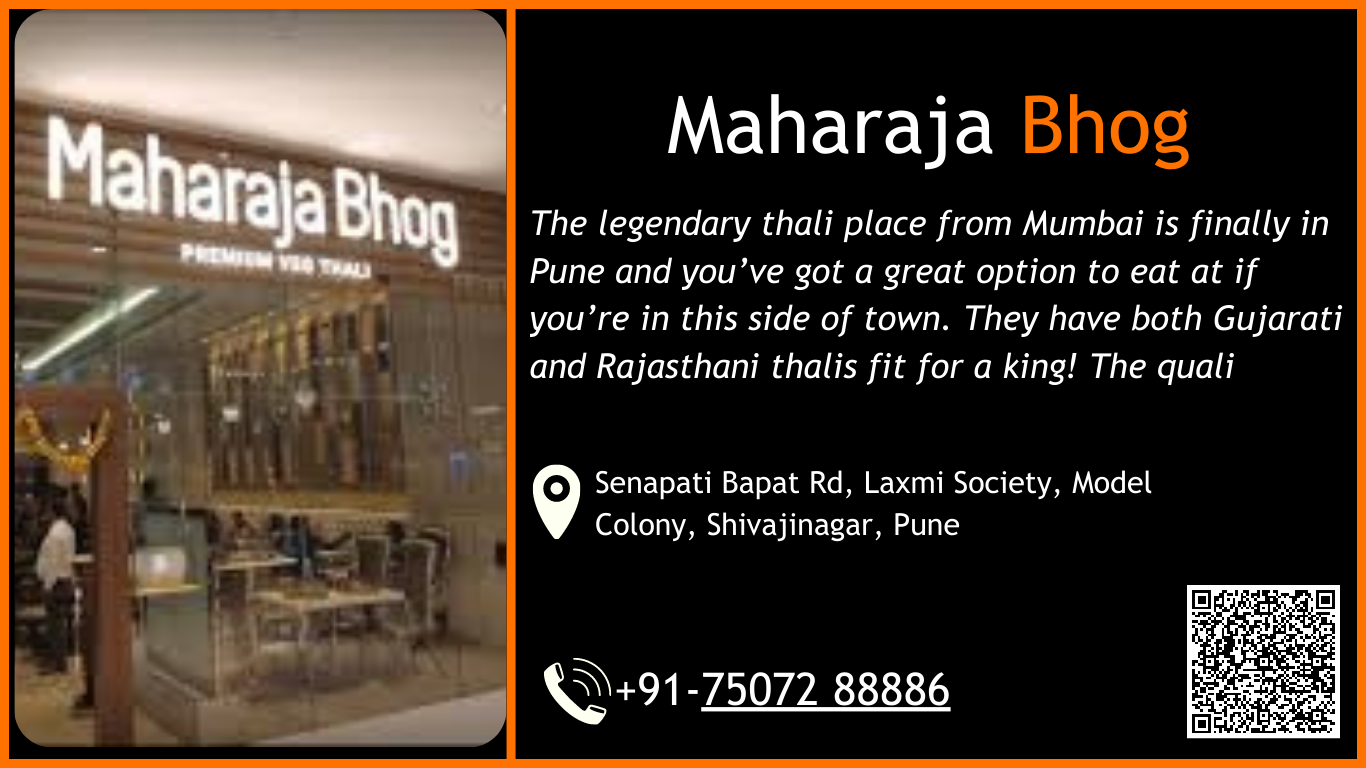 Maharaja Bhog
PREMIUM VEG THALI
Maharaja Bhog
The legendary thali place from Mumbai is finally in
Pune and you’ve got a great option to eat at if
you’re in this side of town. They have both Gujarati
and Rajasthani thalis fit for a king! The quali
Senapati Bapat Rd, Laxmi Society, Model
Colony, Shivajinagar, Pune
+91-75072 88886